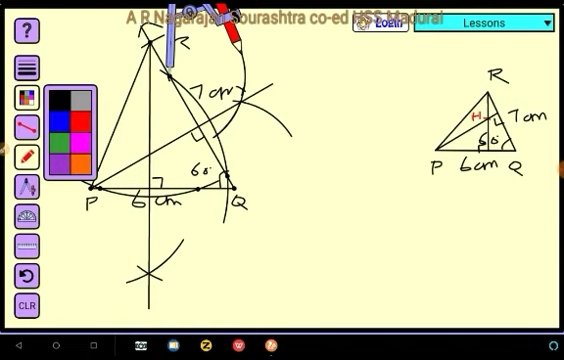 A R Nagarajan Sourashtra co-ed HSS Madurai
?
Login
Lessons
R
7 cm
60°
P
6 cm
Q
R
H
7 cm
60°
P
6 cm
Q
CLR